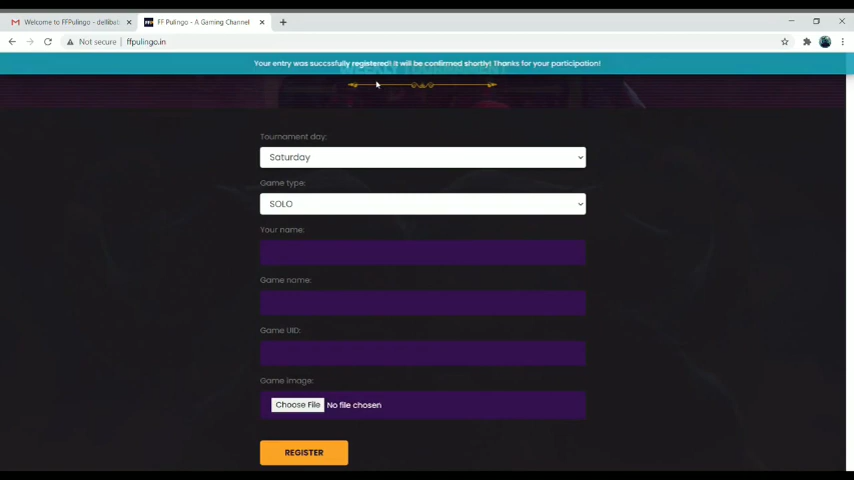 Welcome to FFPulingo - dellibat
FF Pulingo - A Gaming Channel
Not secure
ffpulingo.in
Your entry was succssfully registered! It will be confirmed shortly! Thanks for your participation!
Tournament day:
Saturday
Game type:
SOLO
Your name:
Game name:
Game UID:
Game image:
Choose File No file chosen
REGISTER